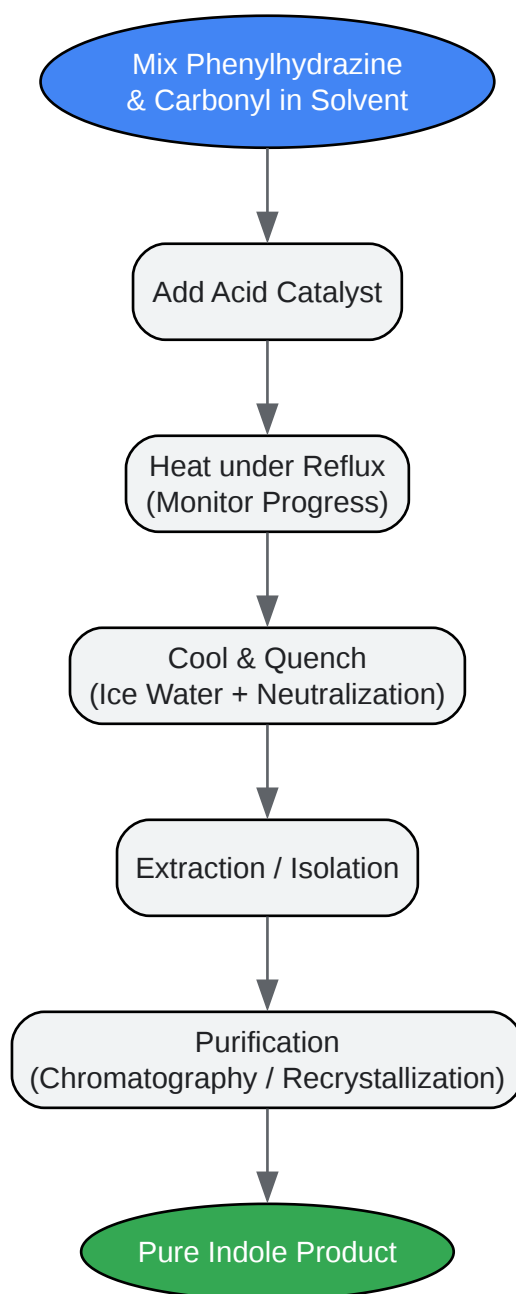 Mix Phenylhydrazine
& Carbonyl in Solvent
Add Acid Catalyst
Heat under Reflux
(Monitor Progress)
Cool & Quench
(Ice Water + Neutralization)
Extraction / Isolation
Purification
(Chromatography / Recrystallization)
Pure Indole Product